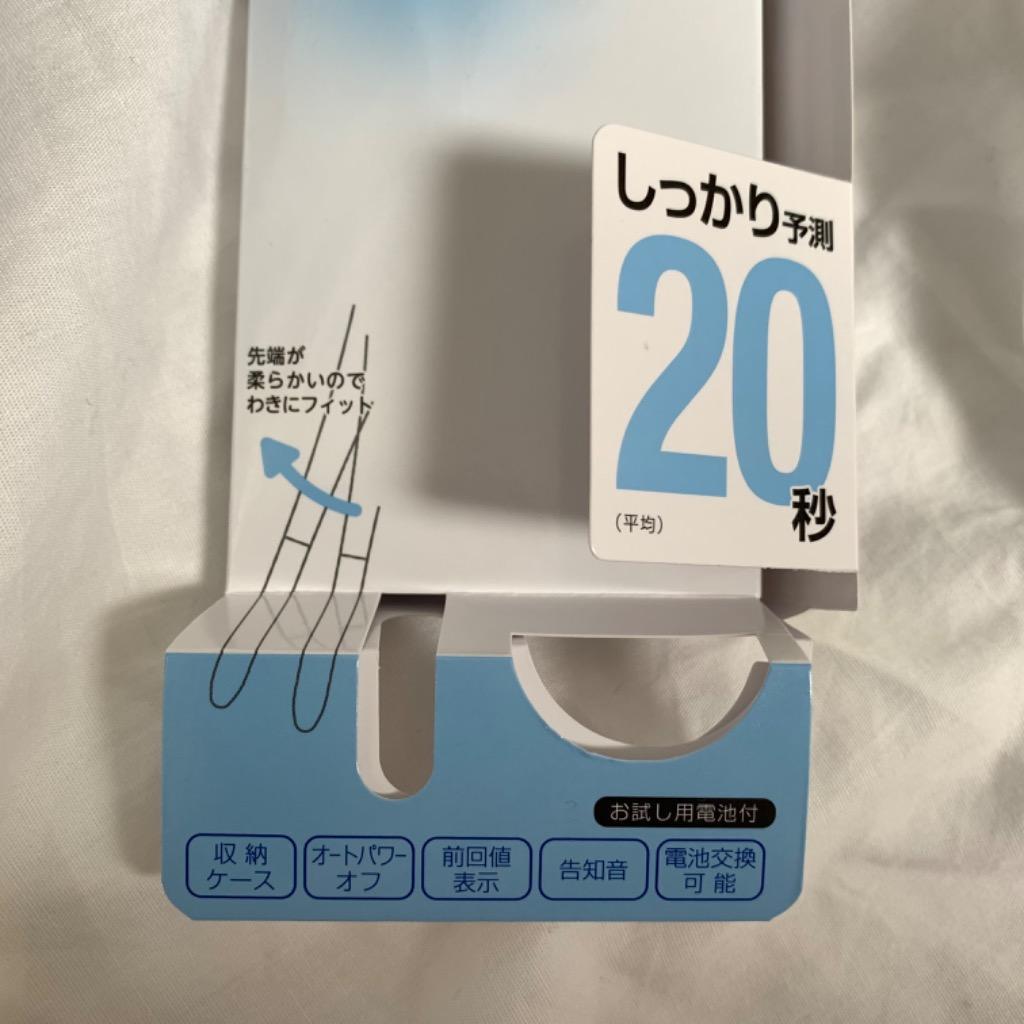 しっかり予測
20秒
(平均)
先端が
柔らかいので
わきにフィット
お試し用電池付
収納
ケース
オートパワー
オフ
前回値
表示
告知音
電池交換
可能